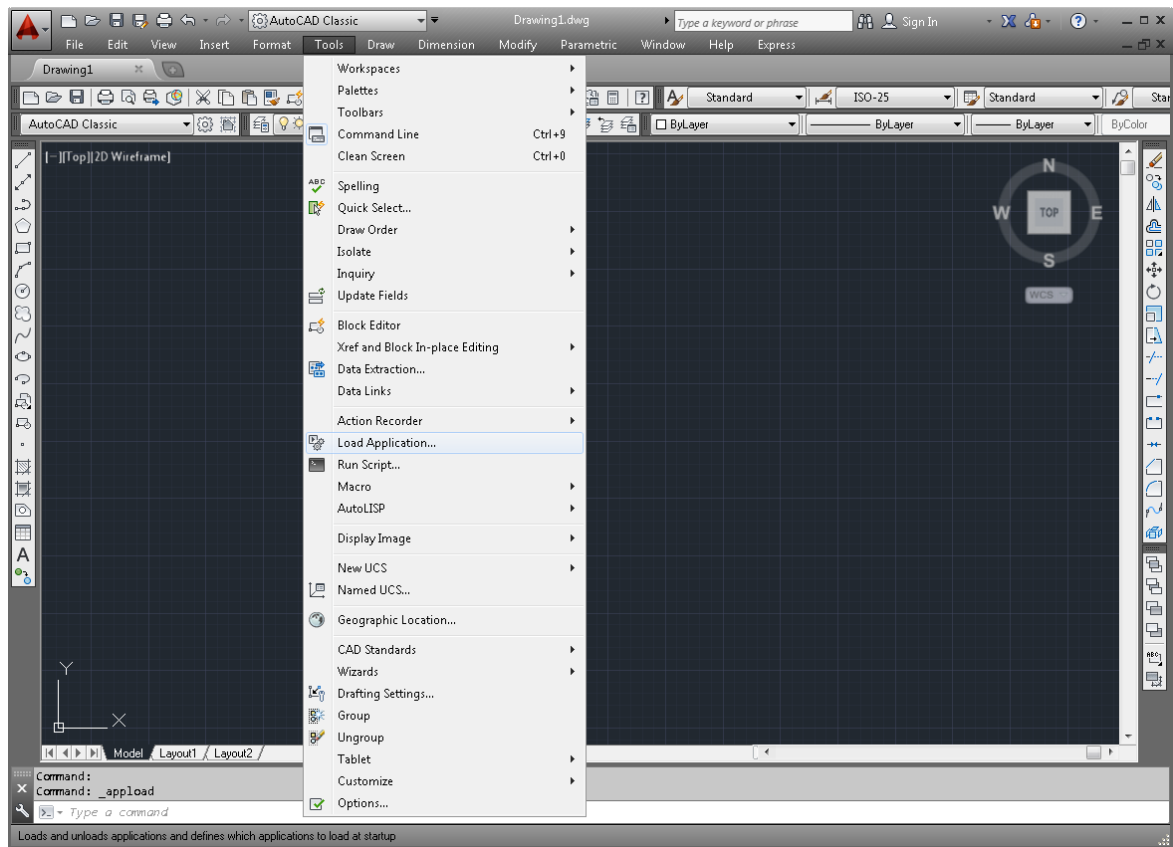 AutoCAD Classic Drawing1.dwg Type a keyword or phrase Sign In
File Edit View Insert Format Tools Draw Dimension Modify Parametric Window Help Express
Drawing1
Standard ISO-25 Standard Star
AutoCAD Classic ByLayer ByLayer ByLayer ByColor
[−][Top][2D Wireframe]
Workspaces
Palettes
Toolbars
Command Line Ctrl+9
Clean Screen Ctrl+0
ABC Spelling
Quick Select...
Draw Order
Isolate
Inquiry
Update Fields
Block Editor
Xref and Block In-place Editing
Data Extraction...
Data Links
Action Recorder
Load Application...
Run Script...
Macro
AutoLISP
Display Image
New UCS
Named UCS...
Geographic Location...
CAD Standards
Wizards
Drafting Settings...
Group
Ungroup
Tablet
Customize
Options...
N
W TOP E
S
WCS
A
ABC
Y
X
Model Layout1 Layout2
Command:
Command: _appload
Type a command
Loads and unloads applications and defines which applications to load at startup